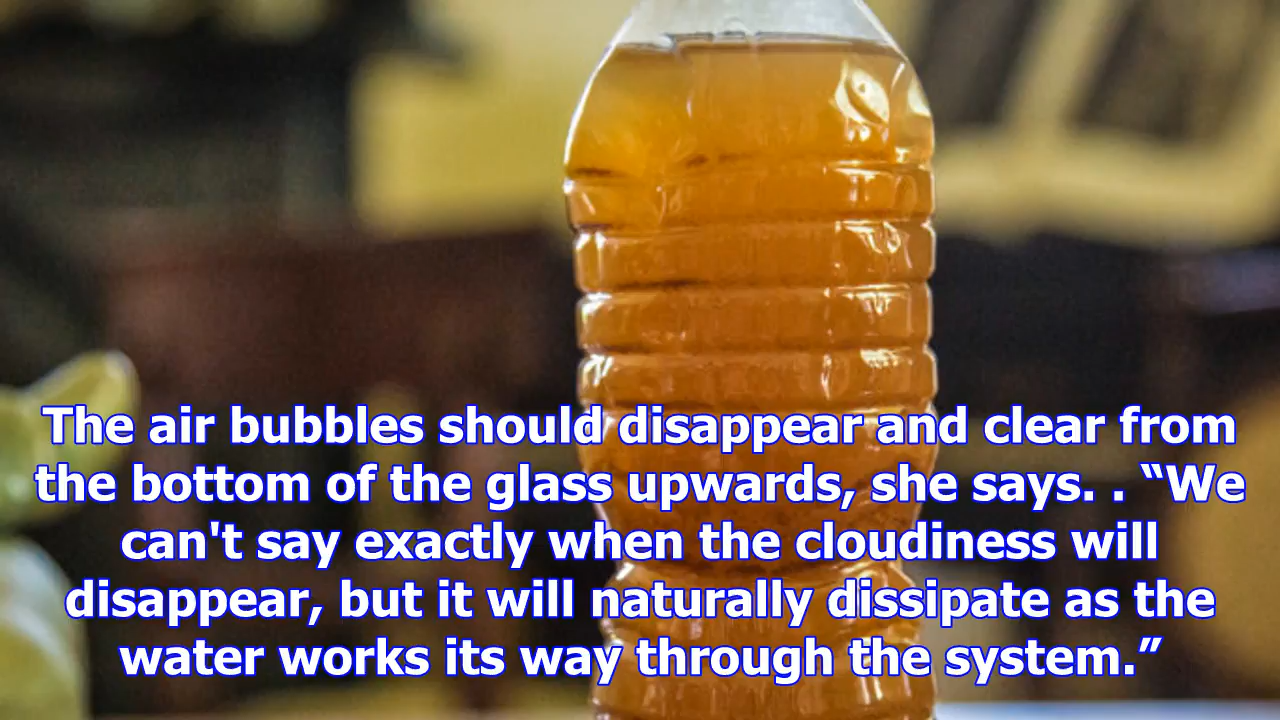 The air bubbles should disappear and clear from
the bottom of the glass upwards, she says. . “We
can't say exactly when the cloudiness will
disappear, but it will naturally dissipate as the
water works its way through the system.”